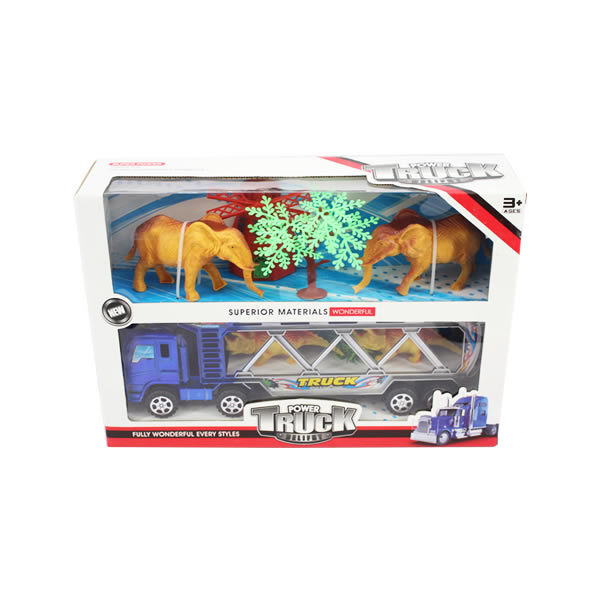 POWER
TRUCK
3+
AGES
SUPERIOR MATERIALS WONDERFUL
NEW
TRUCK
POWER
TRUCK
FULLY WONDERFUL EVERY STYLES